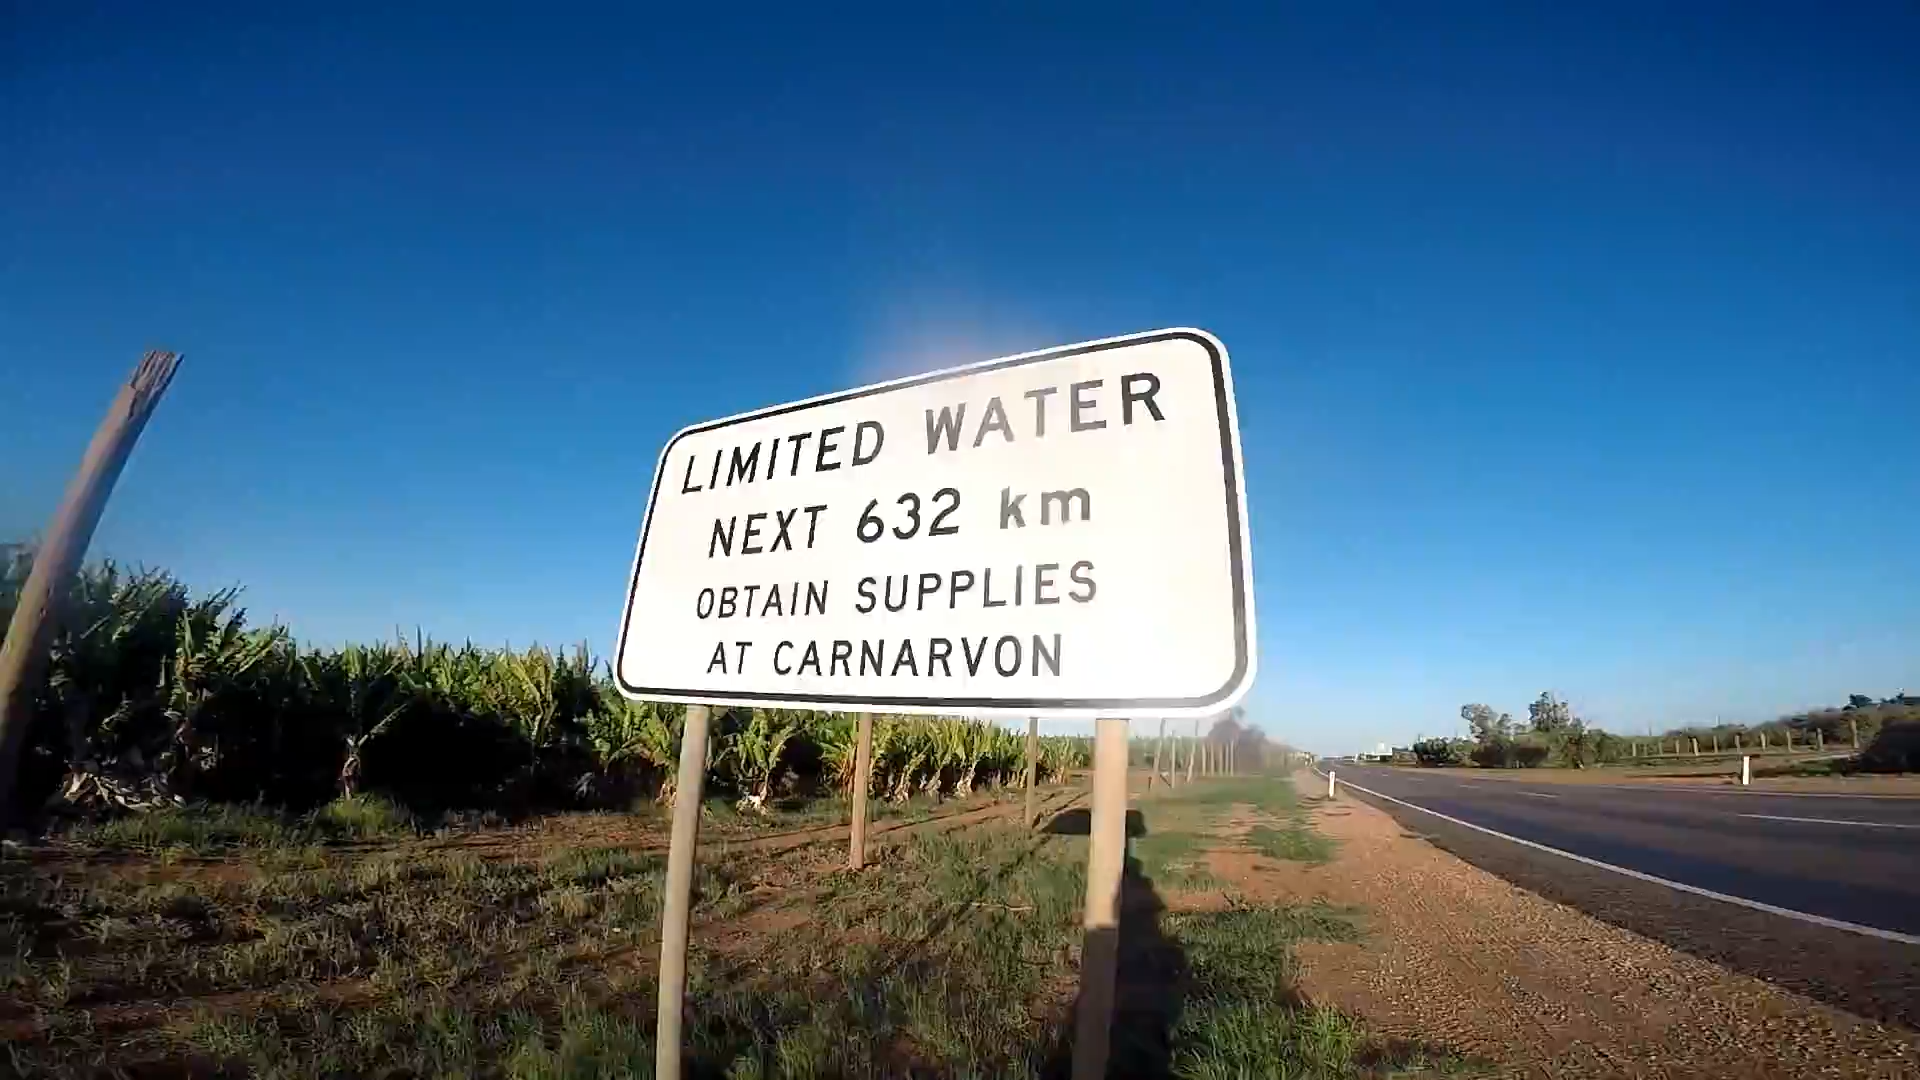 LIMITED WATER
NEXT 632 km
OBTAIN SUPPLIES
AT CARNARVON